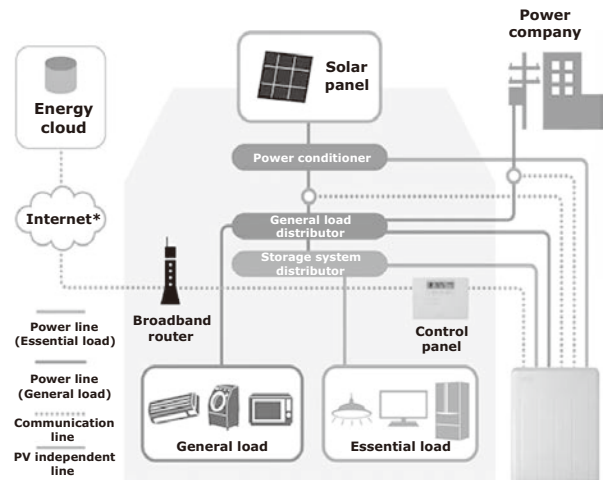 Power
company
Solar
panel
Energy
cloud
Power conditioner
Internet*
General load
distributor
Storage system
distributor
Broadband
router
Control
panel
Power line
(Essential load)
Power line
(General load)
Communication
line
PV independent
line
General load
Essential load